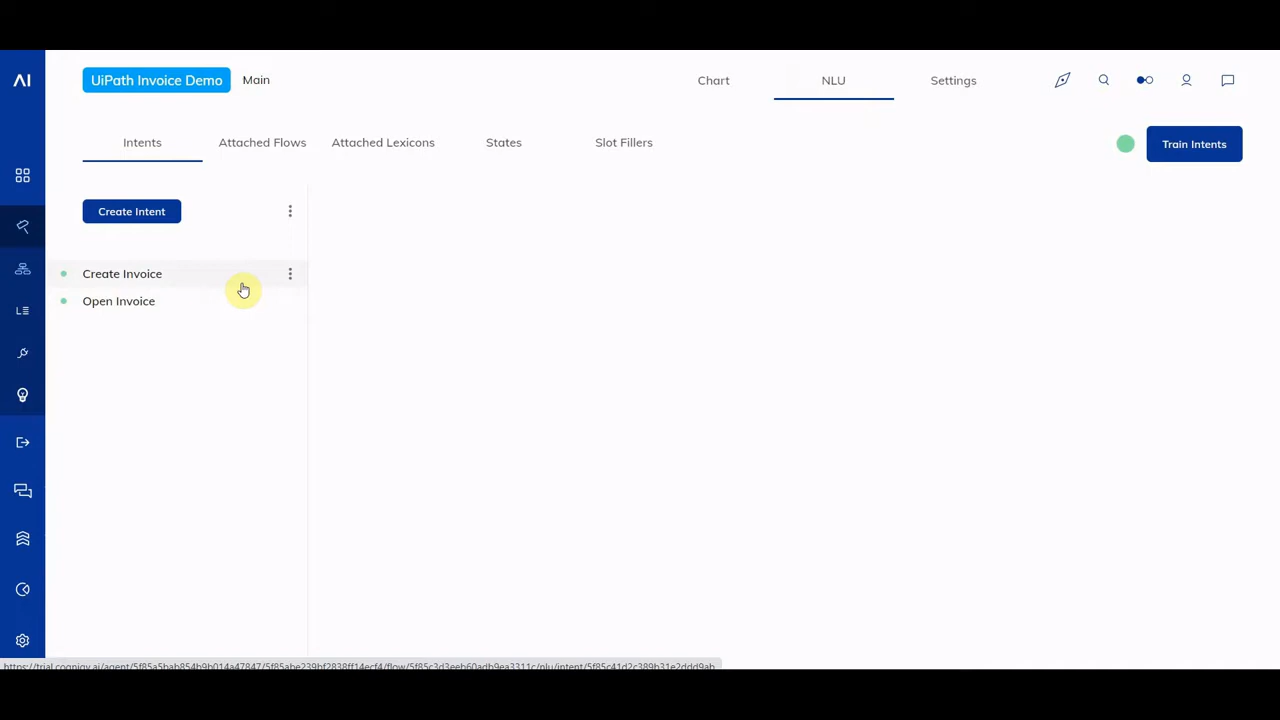 AI
UiPath Invoice Demo Main Chart NLU Settings
Intents Attached Flows Attached Lexicons States Slot Fillers Train Intents
Create Intent
Create Invoice
Open Invoice